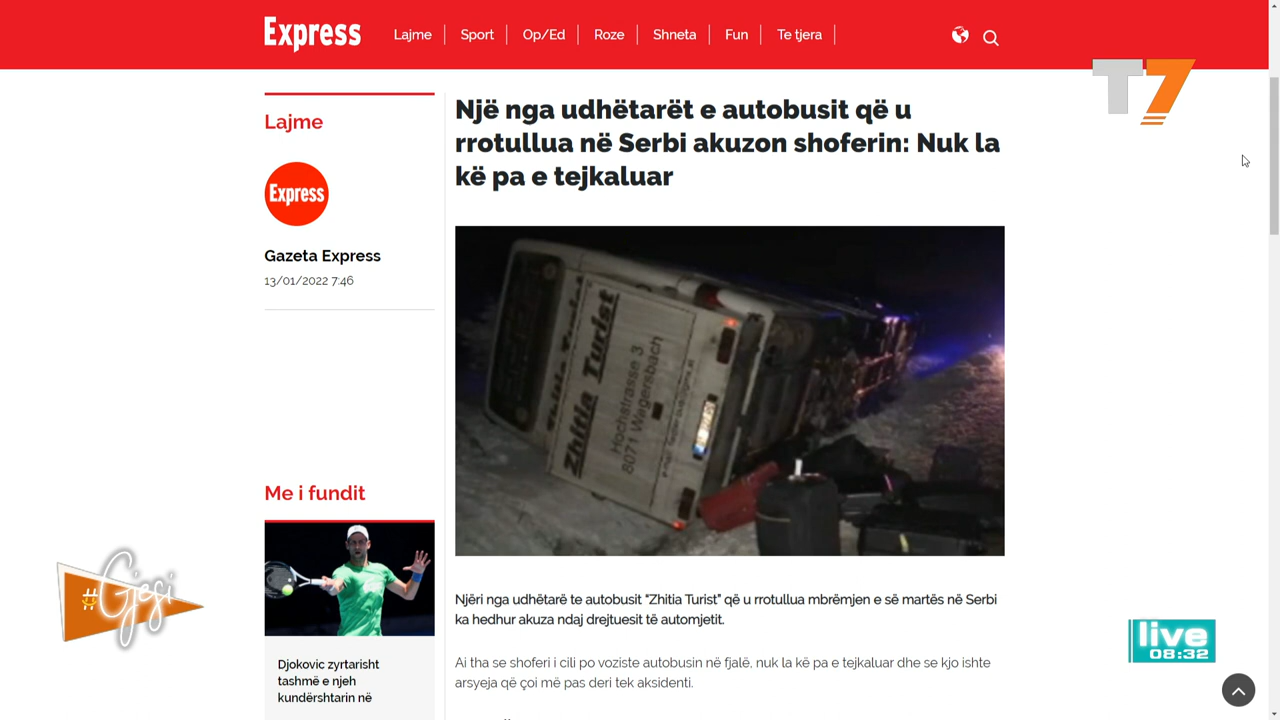 Express
Lajme
Sport
Op/Ed
Roze
Shneta
Fun
Te tjera
T7
Lajme
Express
Gazeta Express
13/01/2022 7:46
Një nga udhëtarët e autobusit që u
rrotullua në Serbi akuzon shoferin: Nuk la
kë pa e tejkaluar
Zhitia Turist
Zhitia Turist
Hochstrasse 3
8071 Wagersbach
Me i fundit
Djokovic zyrtarisht
tashmë e njeh
kundërshtarin në
Njëri nga udhëtarë te autobusit “Zhitia Turist” që u rrotullua mbrëmjen e së martës në Serbi
ka hedhur akuza ndaj drejtuesit të automjetit.
Ai tha se shoferi i cili po voziste autobusin në fjalë, nuk la kë pa e tejkaluar dhe se kjo ishte
arsyeja që çoi më pas deri tek aksidenti.
#Gjesi
live
08:32